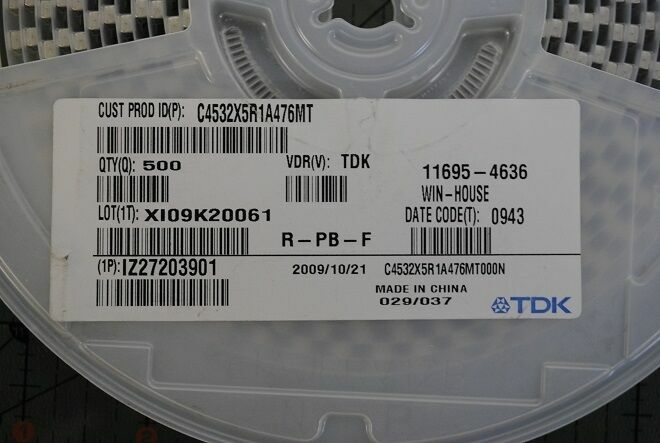 CUST PROD ID(P): C4532X5R1A476MT
QTY(Q): 500 VDR(V): TDK 11695-4636
WIN-HOUSE
LOT(1T): XI09K20061 DATE CODE(T): 0943
R-PB-F
(1P): IZ27203901 2009/10/21 C4532X5R1A476MT000N
MADE IN CHINA
029/037
TDK